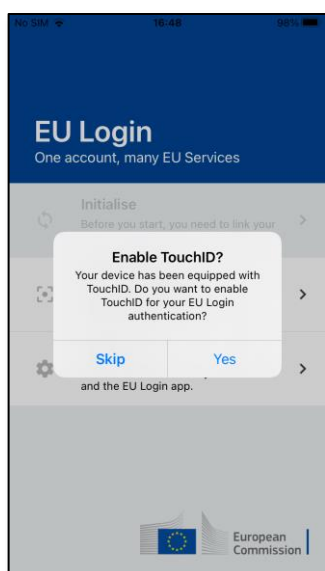 No SIM 16:48 98%
EU Login
One account, many EU Services
Initialise
Before you start, you need to link your
Enable TouchID?
Your device has been equipped with
TouchID. Do you want to enable
TouchID for your EU Login
authentication?
Skip Yes
and the EU Login app.
European
Commission